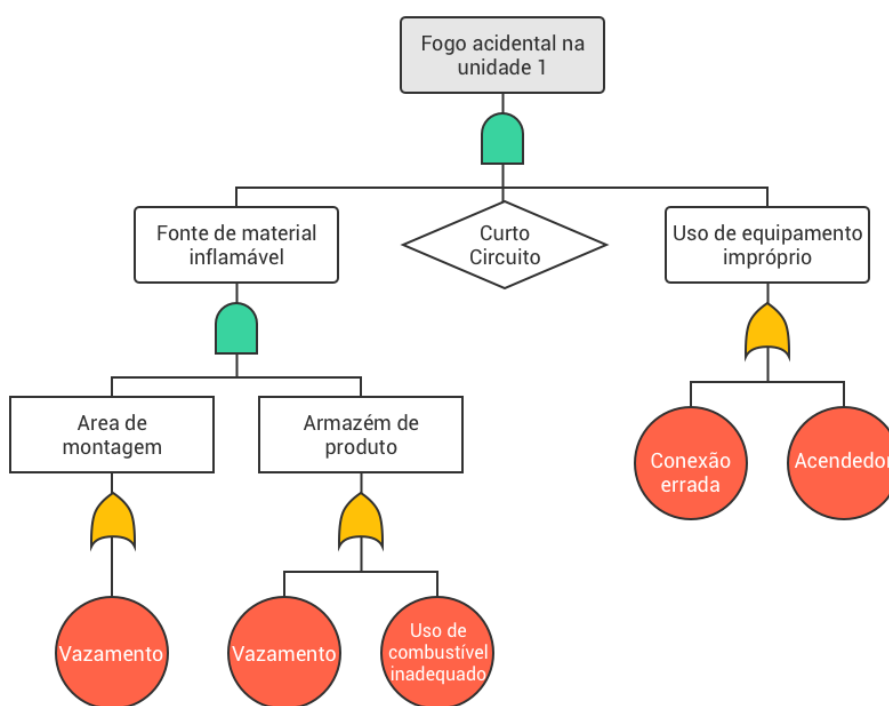 Fogo acidental na
unidade 1
Fonte de material
inflamável
Curto
Circuito
Uso de equipamento
impróprio
Area de
montagem
Armazém de
produto
Conexão
errada
Acendedor
Vazamento
Vazamento
Uso de
combustível
inadequado